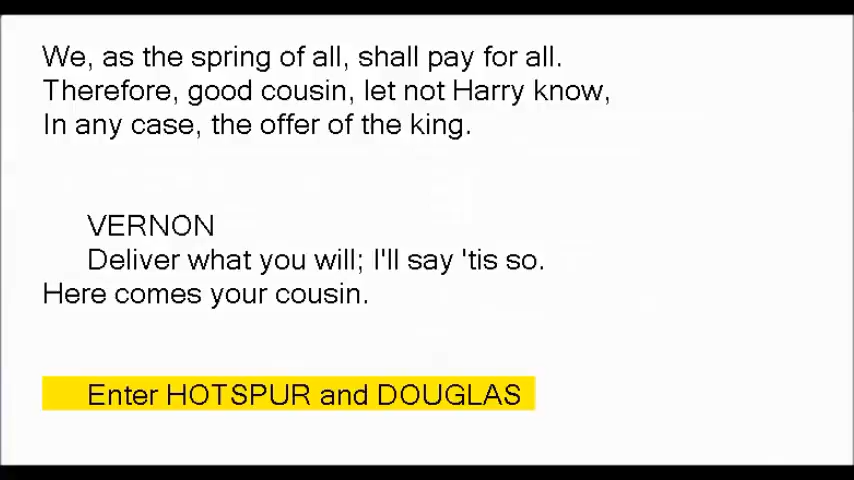 We, as the spring of all, shall pay for all.
Therefore, good cousin, let not Harry know,
In any case, the offer of the king.
VERNON
Deliver what you will; I'll say 'tis so.
Here comes your cousin.
Enter HOTSPUR and DOUGLAS